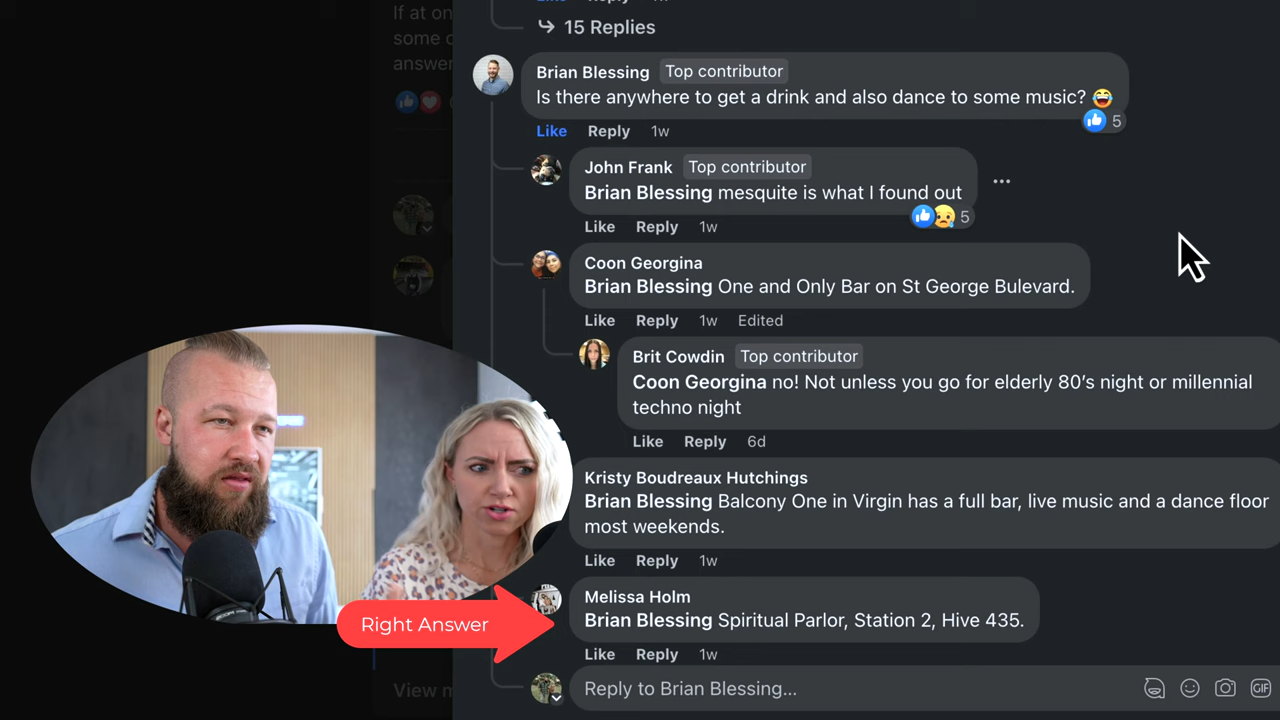 If at on
some c
answer
Like Reply 1w
15 Replies
Brian Blessing Top contributor
Is there anywhere to get a drink and also dance to some music? 😂
5
Like Reply 1w
John Frank Top contributor
Brian Blessing mesquite is what I found out
5
Like Reply 1w
Coon Georgina
Brian Blessing One and Only Bar on St George Bulevard.
Like Reply 1w Edited
Brit Cowdin Top contributor
Coon Georgina no! Not unless you go for elderly 80's night or millennial
techno night
Like Reply 6d
Kristy Boudreaux Hutchings
Brian Blessing Balcony One in Virgin has a full bar, live music and a dance floor
most weekends.
Like Reply 1w
Melissa Holm
Brian Blessing Spiritual Parlor, Station 2, Hive 435.
Right Answer
Like Reply 1w
Reply to Brian Blessing...
GIF
View m